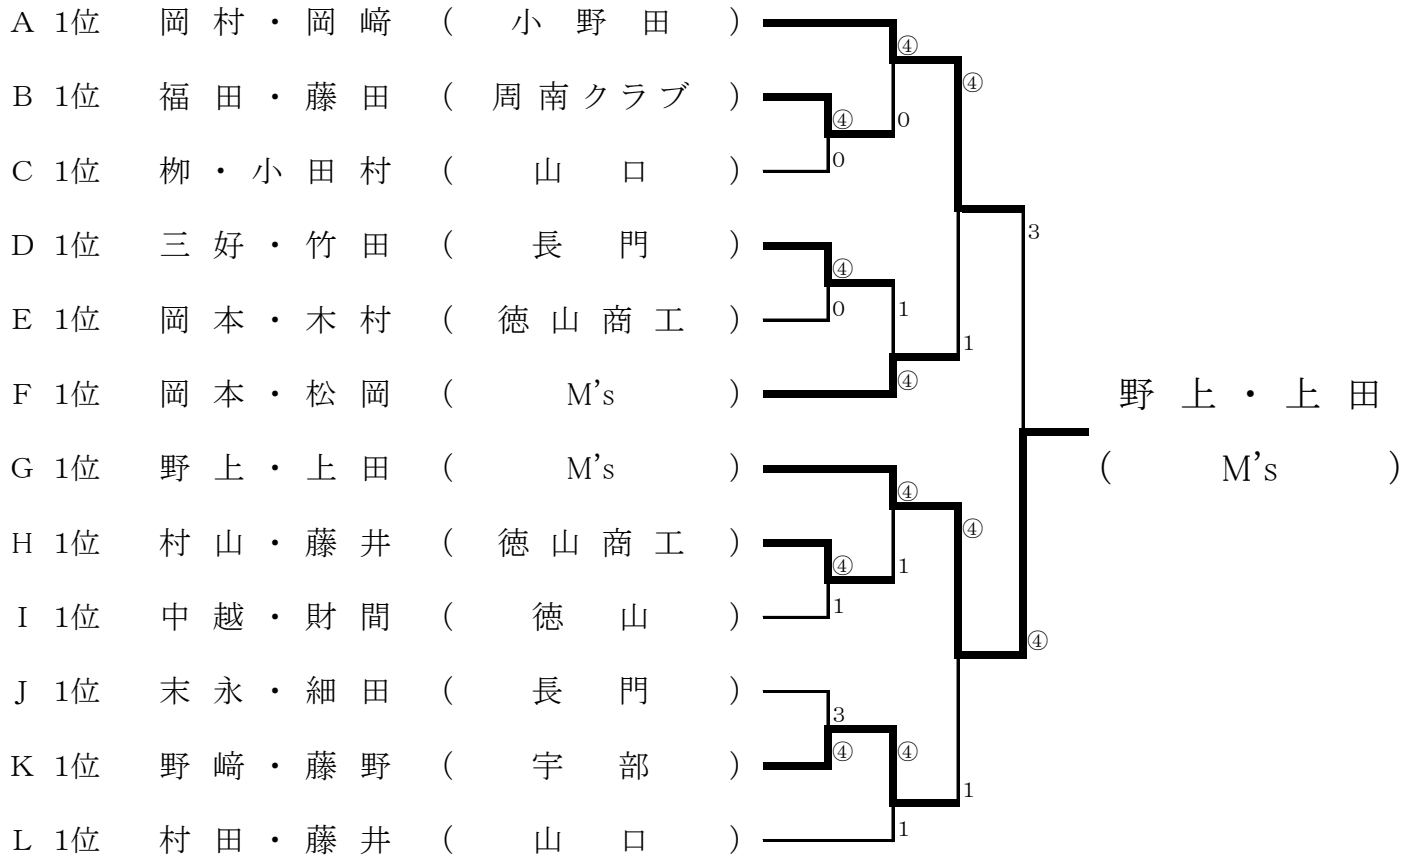 A 1位 岡村・岡﨑 ( 小野田 )
④
④
B 1位 福田・藤田 ( 周南クラブ )
④
0
0
C 1位 栁・小田村 ( 山口 )
3
D 1位 三好・竹田 ( 長門 )
④
0
1
E 1位 岡本・木村 ( 徳山商工 )
1
④
F 1位 岡本・松岡 ( M's )
野上・上田
( M's )
G 1位 野上・上田 ( M's )
④
④
H 1位 村山・藤井 ( 徳山商工 )
④
1
1
I 1位 中越・財間 ( 徳山 )
④
J 1位 末永・細田 ( 長門 )
3
④
④
K 1位 野﨑・藤野 ( 宇部 )
1
1
L 1位 村田・藤井 ( 山口 )